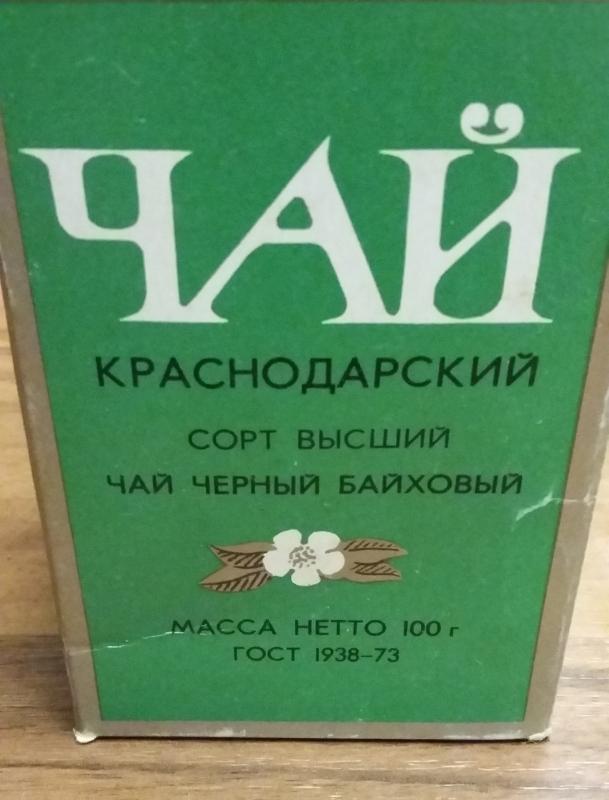 ЧАЙ
КРАСНОДАРСКИЙ
СОРТ ВЫСШИЙ
ЧАЙ ЧЕРНЫЙ БАЙХОВЫЙ
МАССА НЕТТО 100 г
ГОСТ 1938–73